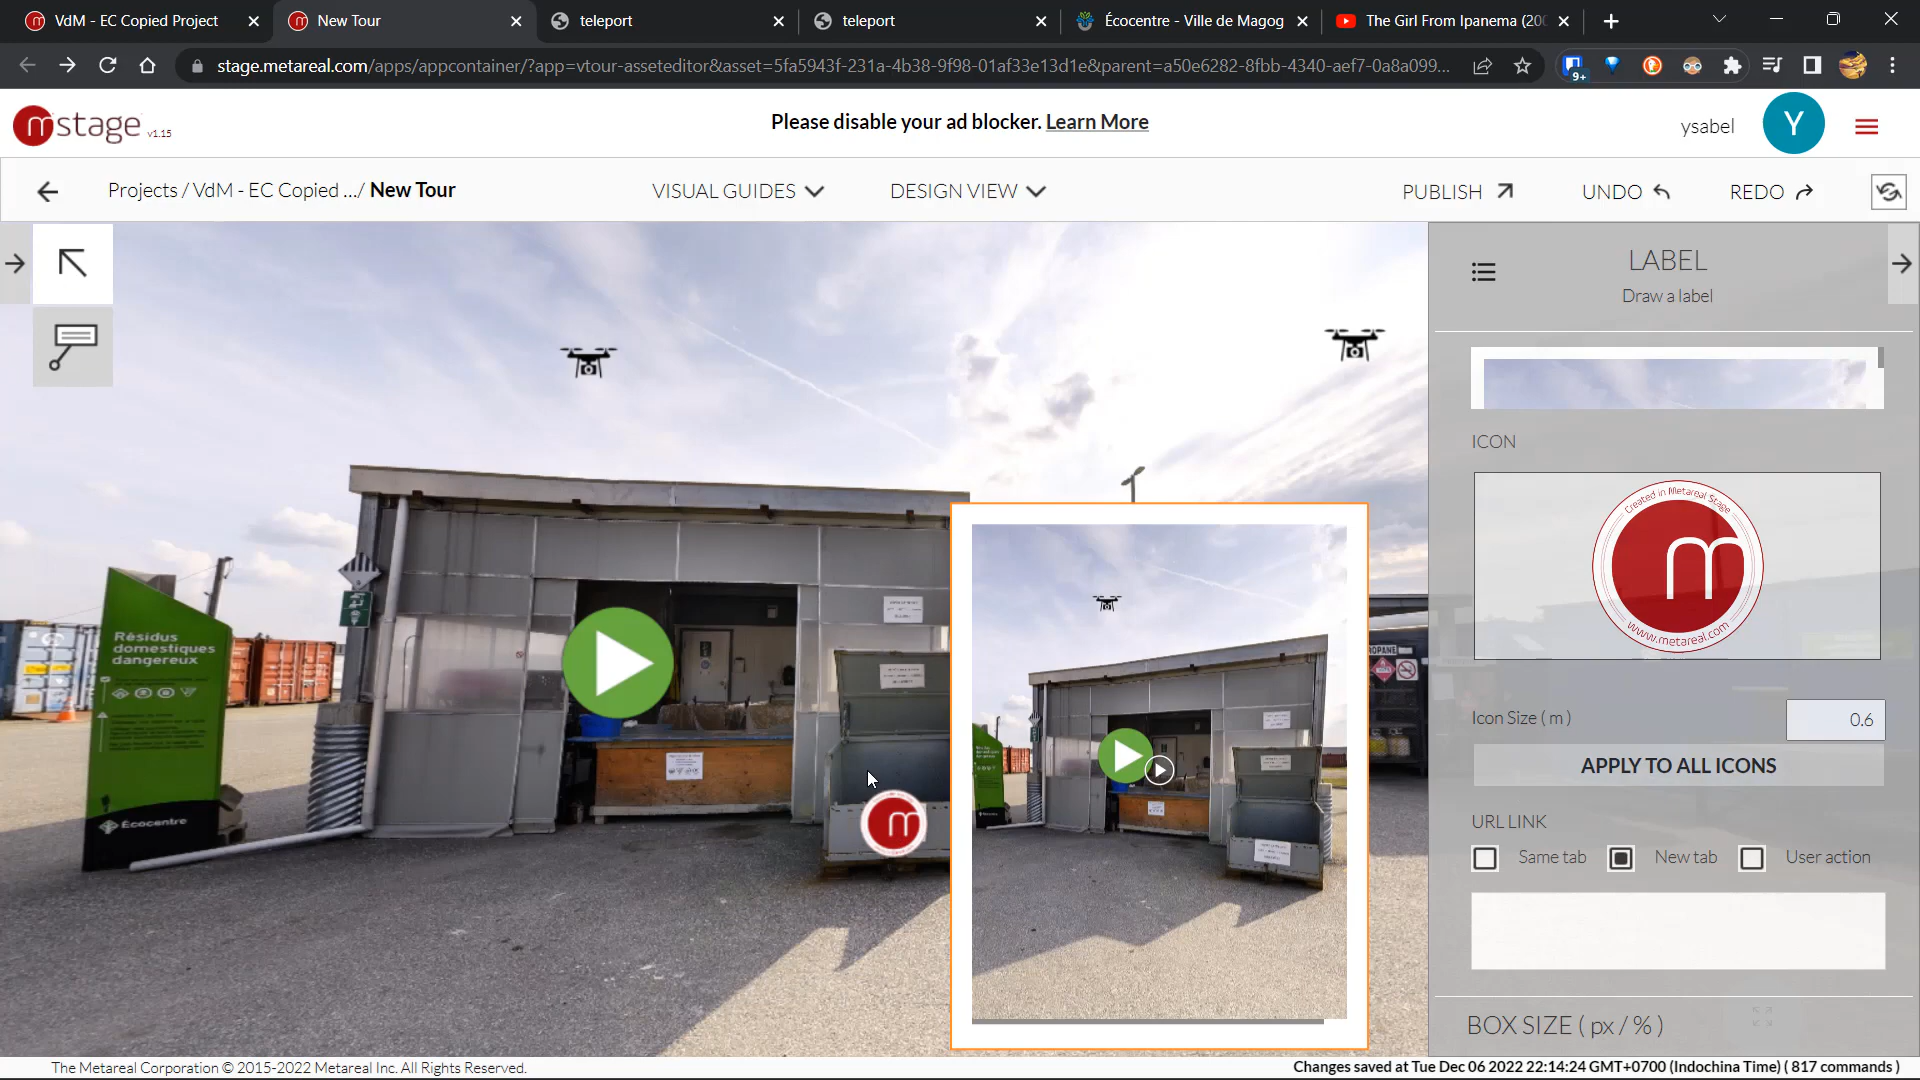 VdM - EC Copied Project
New Tour
teleport
teleport
Écocentre - Ville de Magog
The Girl From Ipanema (200
stage.metareal.com/apps/appcontainer/?app=vtour-asseteditor&asset=5fa5943f-231a-4b38-9f98-01af33e13d1e&parent=a50e6282-8fbb-4340-aef7-0a8a099...
9+
mstage v1.15
Please disable your ad blocker. Learn More
ysabel
Y
Projects / VdM - EC Copied .../ New Tour
VISUAL GUIDES
DESIGN VIEW
PUBLISH
UNDO
REDO
LABEL
Draw a label
ICON
Created in Metareal Stage
m
www.metareal.com
Icon Size ( m )
0.6
APPLY TO ALL ICONS
URL LINK
Same tab
New tab
User action
BOX SIZE ( px / % )
Résidus
domestiques
dangereux
Écocentre
m
PROPANE
The Metareal Corporation © 2015-2022 Metareal Inc. All Rights Reserved.
Changes saved at Tue Dec 06 2022 22:14:24 GMT+0700 (Indochina Time) ( 817 commands )